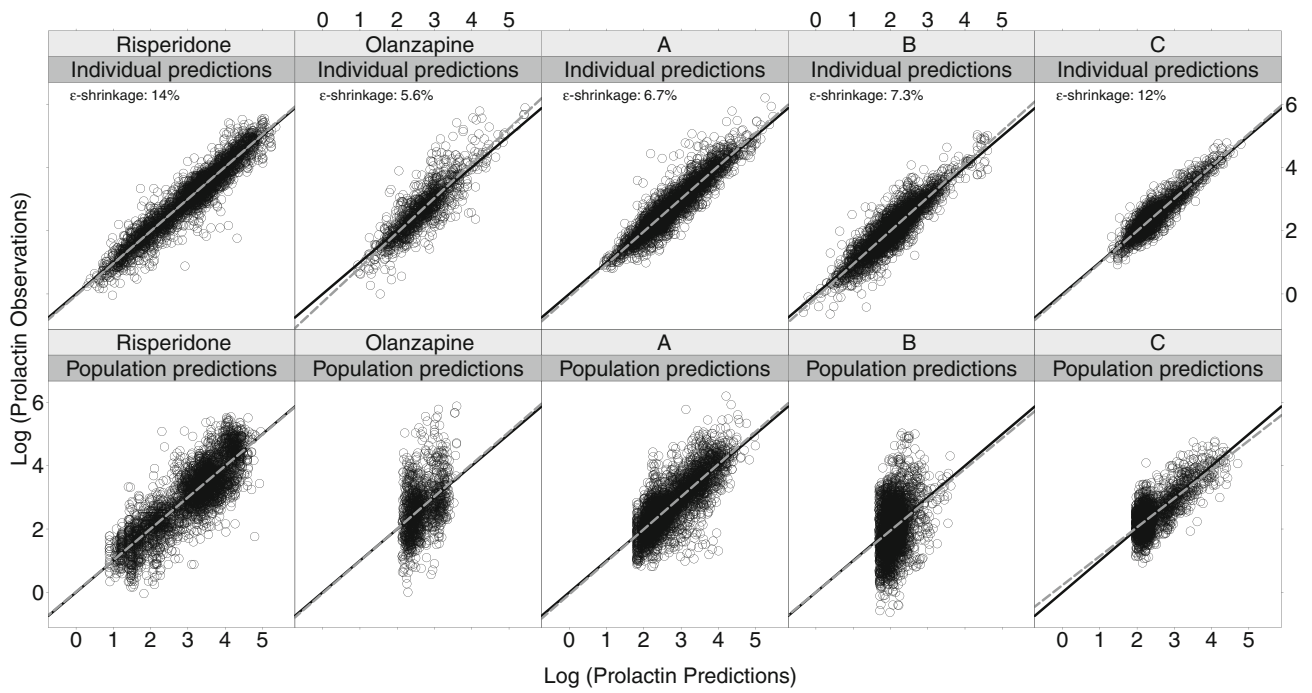 0 1 2 3 4 5 0 1 2 3 4 5
Risperidone Olanzapine A B C
Individual predictions Individual predictions Individual predictions Individual predictions Individual predictions
ε-shrinkage: 14% ε-shrinkage: 5.6% ε-shrinkage: 6.7% ε-shrinkage: 7.3% ε-shrinkage: 12%
6
4
2
0
Log (Prolactin Observations)
Risperidone Olanzapine A B C
Population predictions Population predictions Population predictions Population predictions Population predictions
6
4
2
0
0 1 2 3 4 5 0 1 2 3 4 5 0 1 2 3 4 5
Log (Prolactin Predictions)